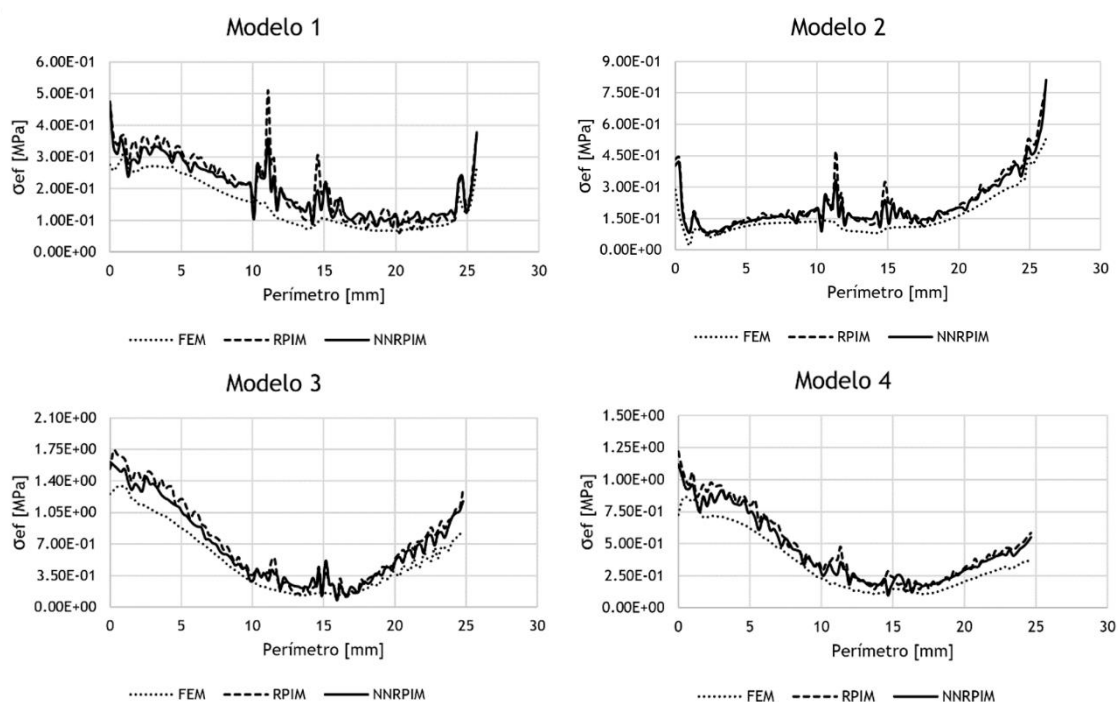 Modelo 1
6.00E-01
5.00E-01
4.00E-01
3.00E-01
2.00E-01
1.00E-01
0.00E+00
σef [MPa]
0 5 10 15 20 25 30
Perímetro [mm]
FEM RPIM NNRPIM
Modelo 2
9.00E-01
7.50E-01
6.00E-01
4.50E-01
3.00E-01
1.50E-01
0.00E+00
σef [MPa]
0 5 10 15 20 25 30
Perímetro [mm]
FEM RPIM NNRPIM
Modelo 3
2.10E+00
1.75E+00
1.40E+00
1.05E+00
7.00E-01
3.50E-01
0.00E+00
σef [MPa]
0 5 10 15 20 25 30
Perímetro [mm]
FEM RPIM NNRPIM
Modelo 4
1.50E+00
1.25E+00
1.00E+00
7.50E-01
5.00E-01
2.50E-01
0.00E+00
σef [MPa]
0 5 10 15 20 25 30
Perímetro [mm]
FEM RPIM NNRPIM